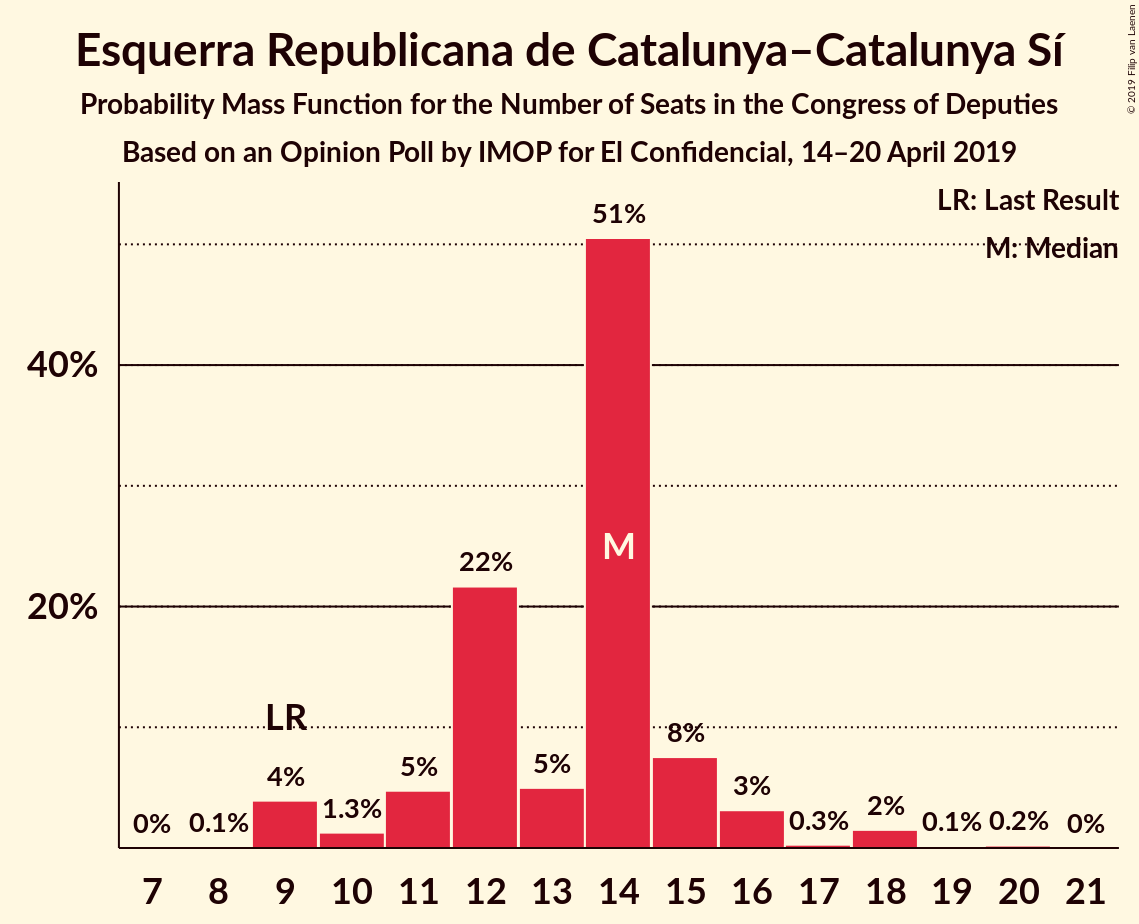 Esquerra Republicana de Catalunya–Catalunya Sí
Probability Mass Function for the Number of Seats in the Congress of Deputies
Based on an Opinion Poll by IMOP for El Confidencial, 14–20 April 2019
© 2019 Filip van Laenen
LR: Last Result
M: Median
51%
40%
M
22%
20%
LR
8%
5%
5%
4%
3%
2%
1.3%
0%
0.1%
0.3%
0.1%
0.2%
0%
7 8 9 10 11 12 13 14 15 16 17 18 19 20 21